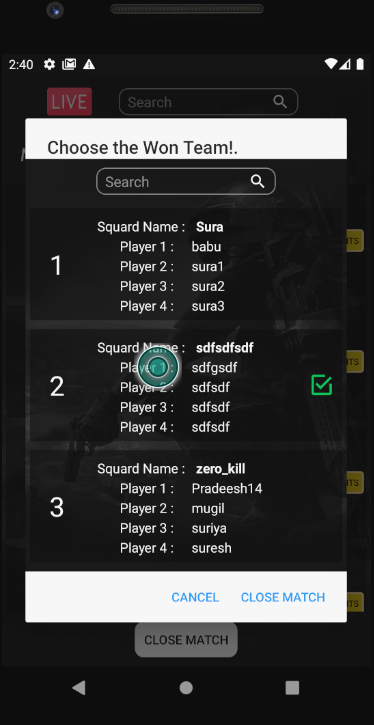 2:40
LIVE
Search
Choose the Won Team!.
Search
1
Squard Name : Sura
Player 1 : babu
Player 2 : sura1
Player 3 : sura2
Player 4 : sura3
2
Squard Name : sdfsdfsdf
Player 1 : sdfgsdf
Player 2 : sdfsdf
Player 3 : sdfsdf
Player 4 : sdfsdf
3
Squard Name : zero_kill
Player 1 : Pradeesh14
Player 2 : mugil
Player 3 : suriya
Player 4 : suresh
CANCEL CLOSE MATCH
CLOSE MATCH